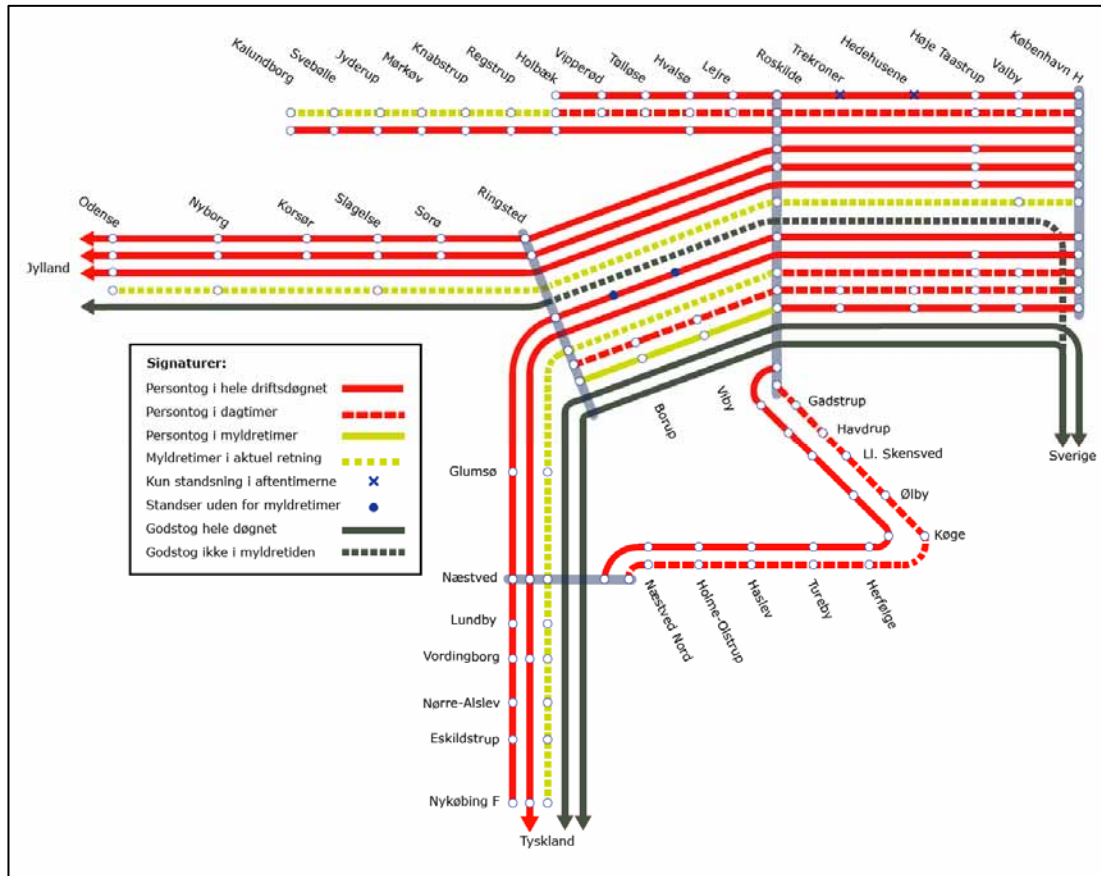 Kalundborg
Svebølle
Jyderup
Mørkøv
Knabstrup
Regstrup
Holbæk
Vipperød
Tølløse
Hvalsø
Lejre
Roskilde
Trekroner
Hedehusene
Høje Taastrup
Valby
København H
Odense
Nyborg
Korsør
Slagelse
Sorø
Ringsted
Jylland
Signaturer:
Persontog i hele driftsdøgnet
Persontog i dagtimer
Persontog i myldretimer
Myldretimer i aktuel retning
Kun standsning i aftentimerne
Standser uden for myldretimer
Godstog hele døgnet
Godstog ikke i myldretiden
Borup
Viby
Gadstrup
Havdrup
Ll. Skensved
Ølby
Køge
Sverige
Glumsø
Næstved
Lundby
Vordingborg
Nørre-Alslev
Eskildstrup
Nykøbing F
Næstved Nord
Holme-Olstrup
Haslev
Tureby
Herfølge
Tyskland